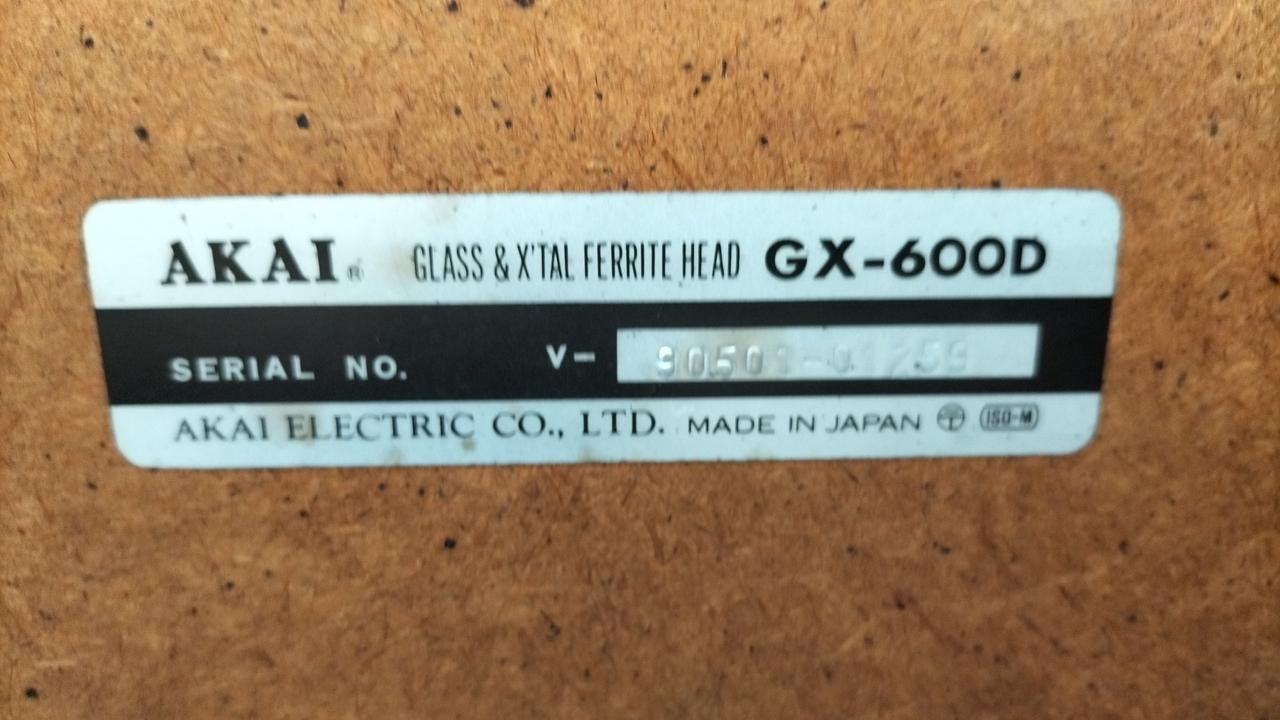 AKAI® GLASS & X'TAL FERRITE HEAD GX-600D
SERIAL NO. V-
AKAI ELECTRIC CO., LTD. MADE IN JAPAN ISO-M